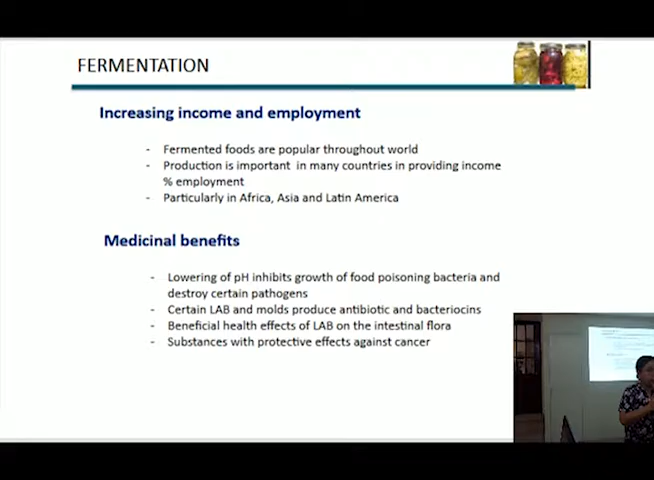 FERMENTATION
Increasing income and employment
- Fermented foods are popular throughout world
- Production is important in many countries in providing income
% employment
- Particularly in Africa, Asia and Latin America
Medicinal benefits
- Lowering of pH inhibits growth of food poisoning bacteria and
destroy certain pathogens
- Certain LAB and molds produce antibiotic and bacteriocins
- Beneficial health effects of LAB on the intestinal flora
- Substances with protective effects against cancer